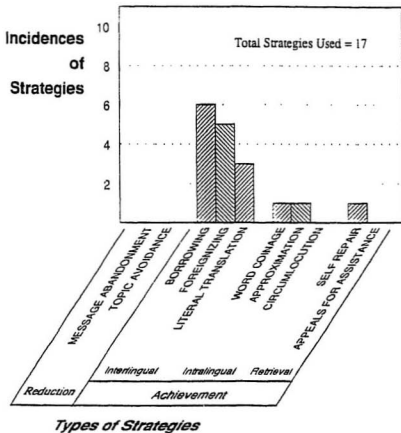 Incidences
of
Strategies
Total Strategies Used = 17
10
8
6
4
2
MESSAGE ABANDONMENT
TOPIC AVOIDANCE
BORROWING
FOREIGNIZING
LITERAL TRANSLATION
WORD COINAGE
APPROXIMATION
CIRCUMLOCUTION
SELF REPAIR
APPEALS FOR ASSISTANCE
Interlingual
Intralingual
Retrieval
Reduction
Achievement
Types of Strategies